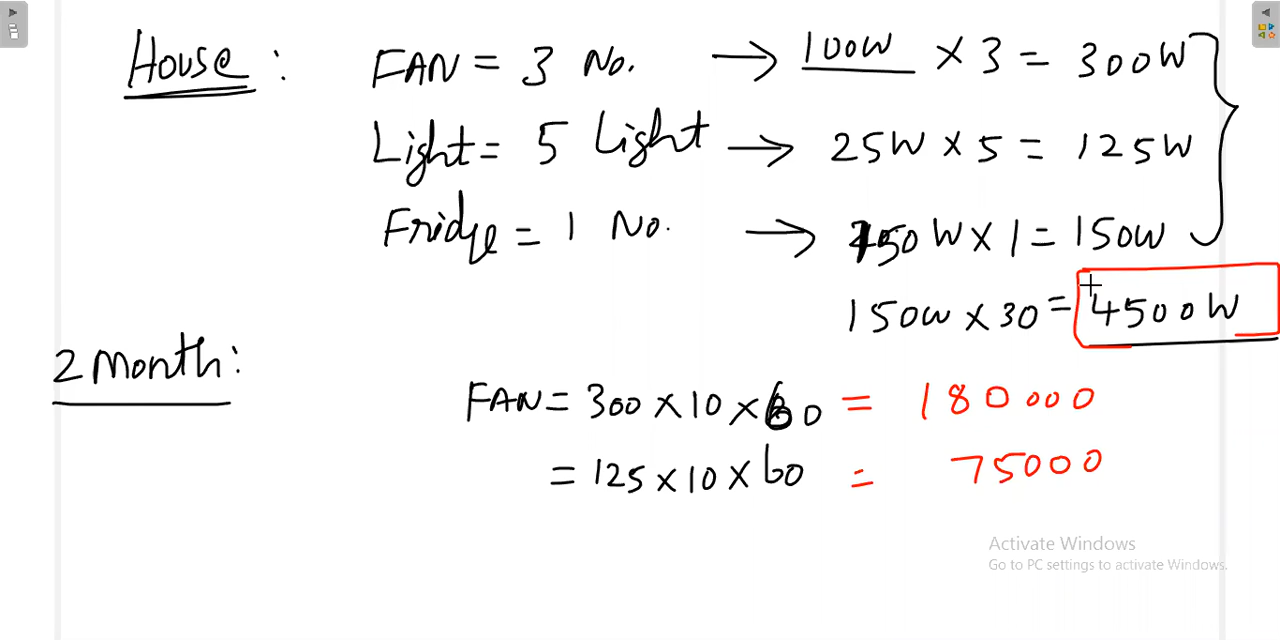 House : FAN = 3 No. → 100W × 3 = 300W
Light = 5 Light → 25W × 5 = 125W
Fridge = 1 No. → 150W × 1 = 150W
150W × 30 = 4500W
2 Month :
FAN = 300 × 10 × 60 = 180000
= 125 × 10 × 60 = 75000
Activate Windows
Go to PC settings to activate Windows.